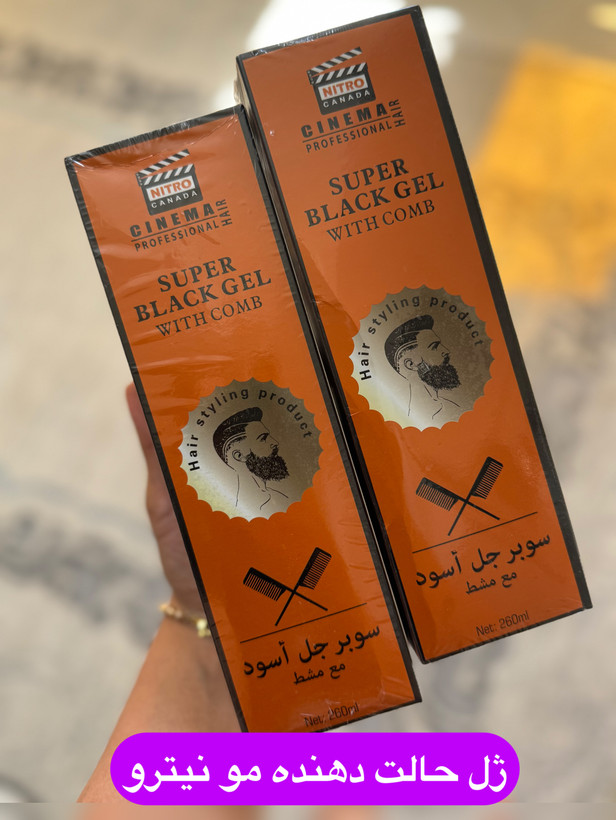 NITRO
CANADA
CINEMA
HAIR
PROFESSIONAL
SUPER
BLACK GEL
WITH COMB
Hair styling product
سوبر جل آسود
مع مشط
Net: 260ml
NITRO
CANADA
CINEMA
HAIR
PROFESSIONAL
SUPER
BLACK GEL
WITH COMB
Hair styling product
سوبر جل آسود
مع مشط
Net: 260ml
ژل حالت دهنده مو نیترو